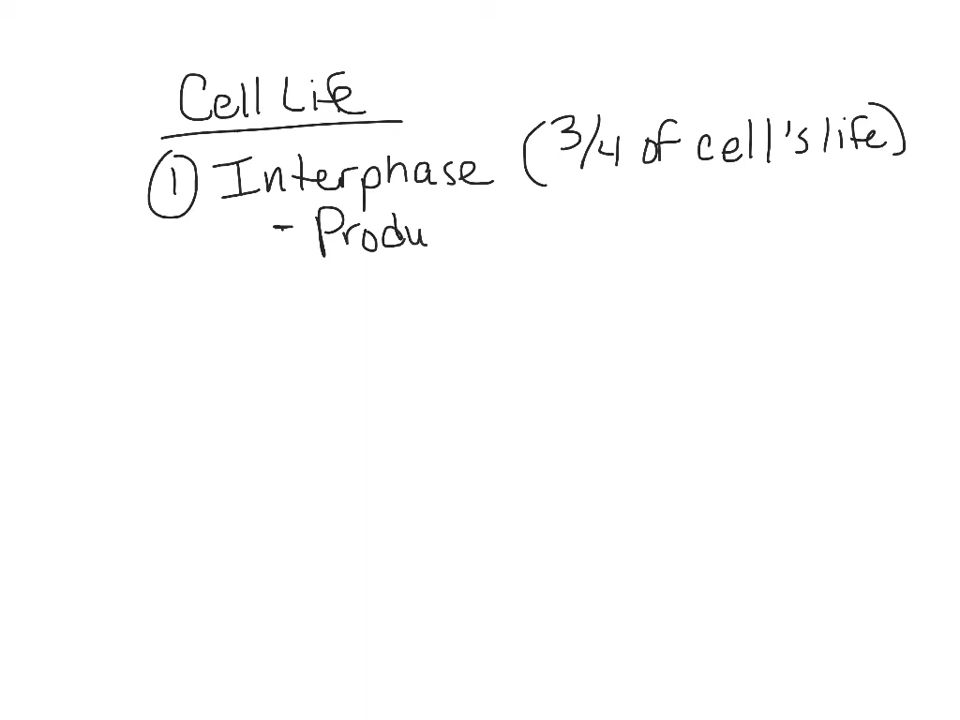 Cell Life
① Interphase (3/4 of cell's life)
- Produ